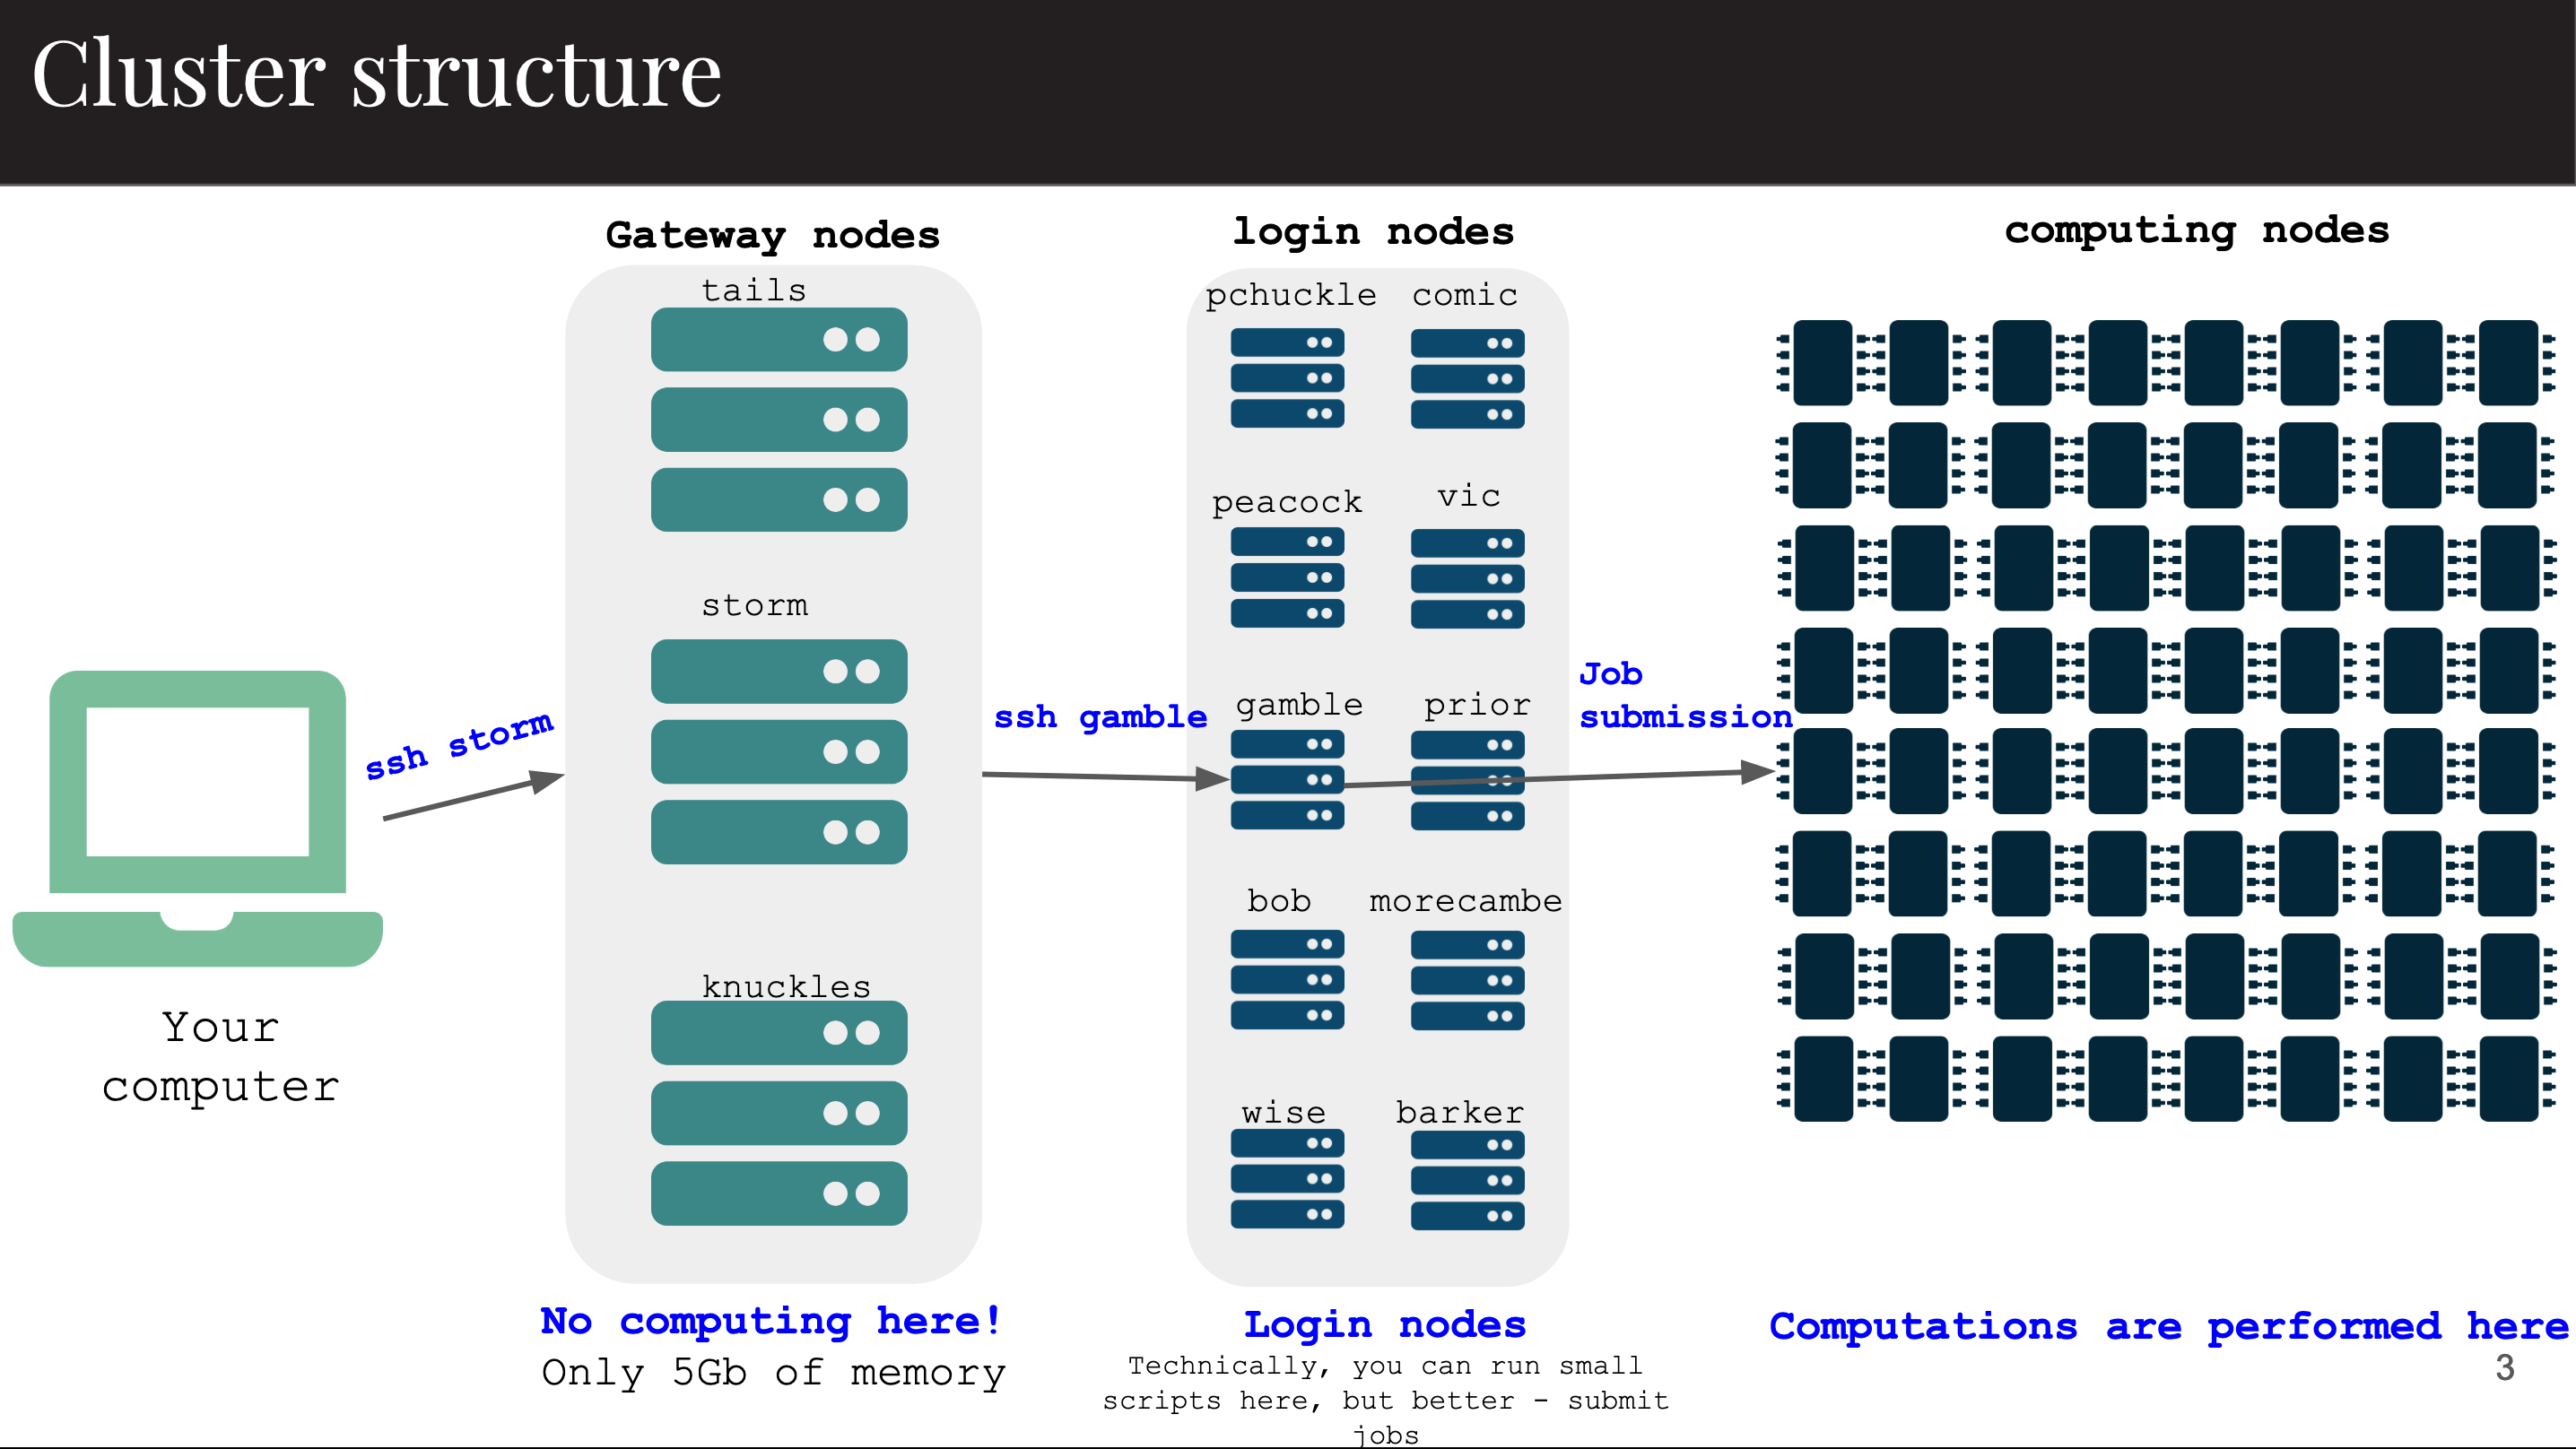 Cluster structure
Gateway nodes
login nodes
computing nodes
tails
storm
knuckles
pchuckle
comic
peacock
vic
gamble
prior
bob
morecambe
wise
barker
ssh storm
ssh gamble
Job
submission
Your
computer
No computing here!
Only 5Gb of memory
Login nodes
Technically, you can run small
scripts here, but better - submit
jobs
Computations are performed here
3